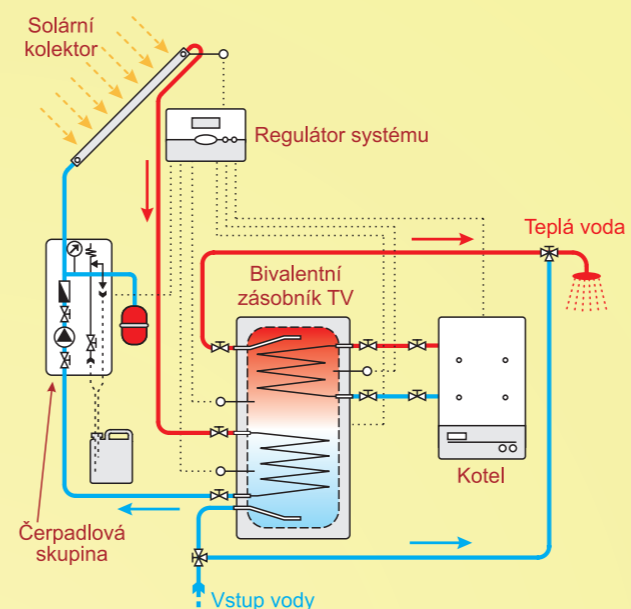 Solární
kolektor
Regulátor systému
Teplá voda
Bivalentní
zásobník TV
Kotel
Čerpadlová
skupina
Vstup vody